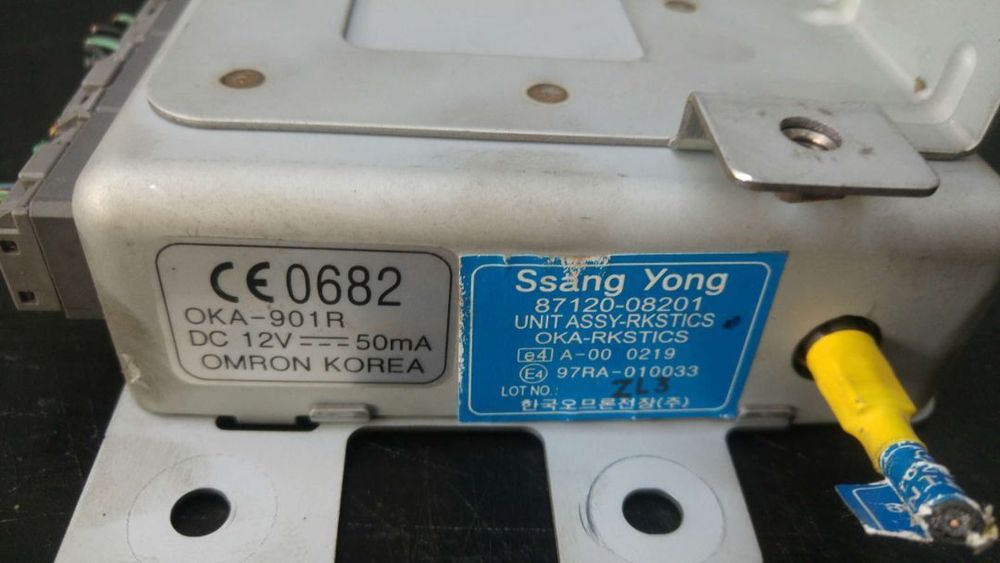 CE 0682
OKA-901R
DC 12V 50mA
OMRON KOREA
Ssang Yong
87120-08201
UNIT ASSY-RKSTICS
OKA-RKSTICS
e4 A-00 0219
E4 97RA-010033
LOT NO.: ZL3
한국오므론전장(주)